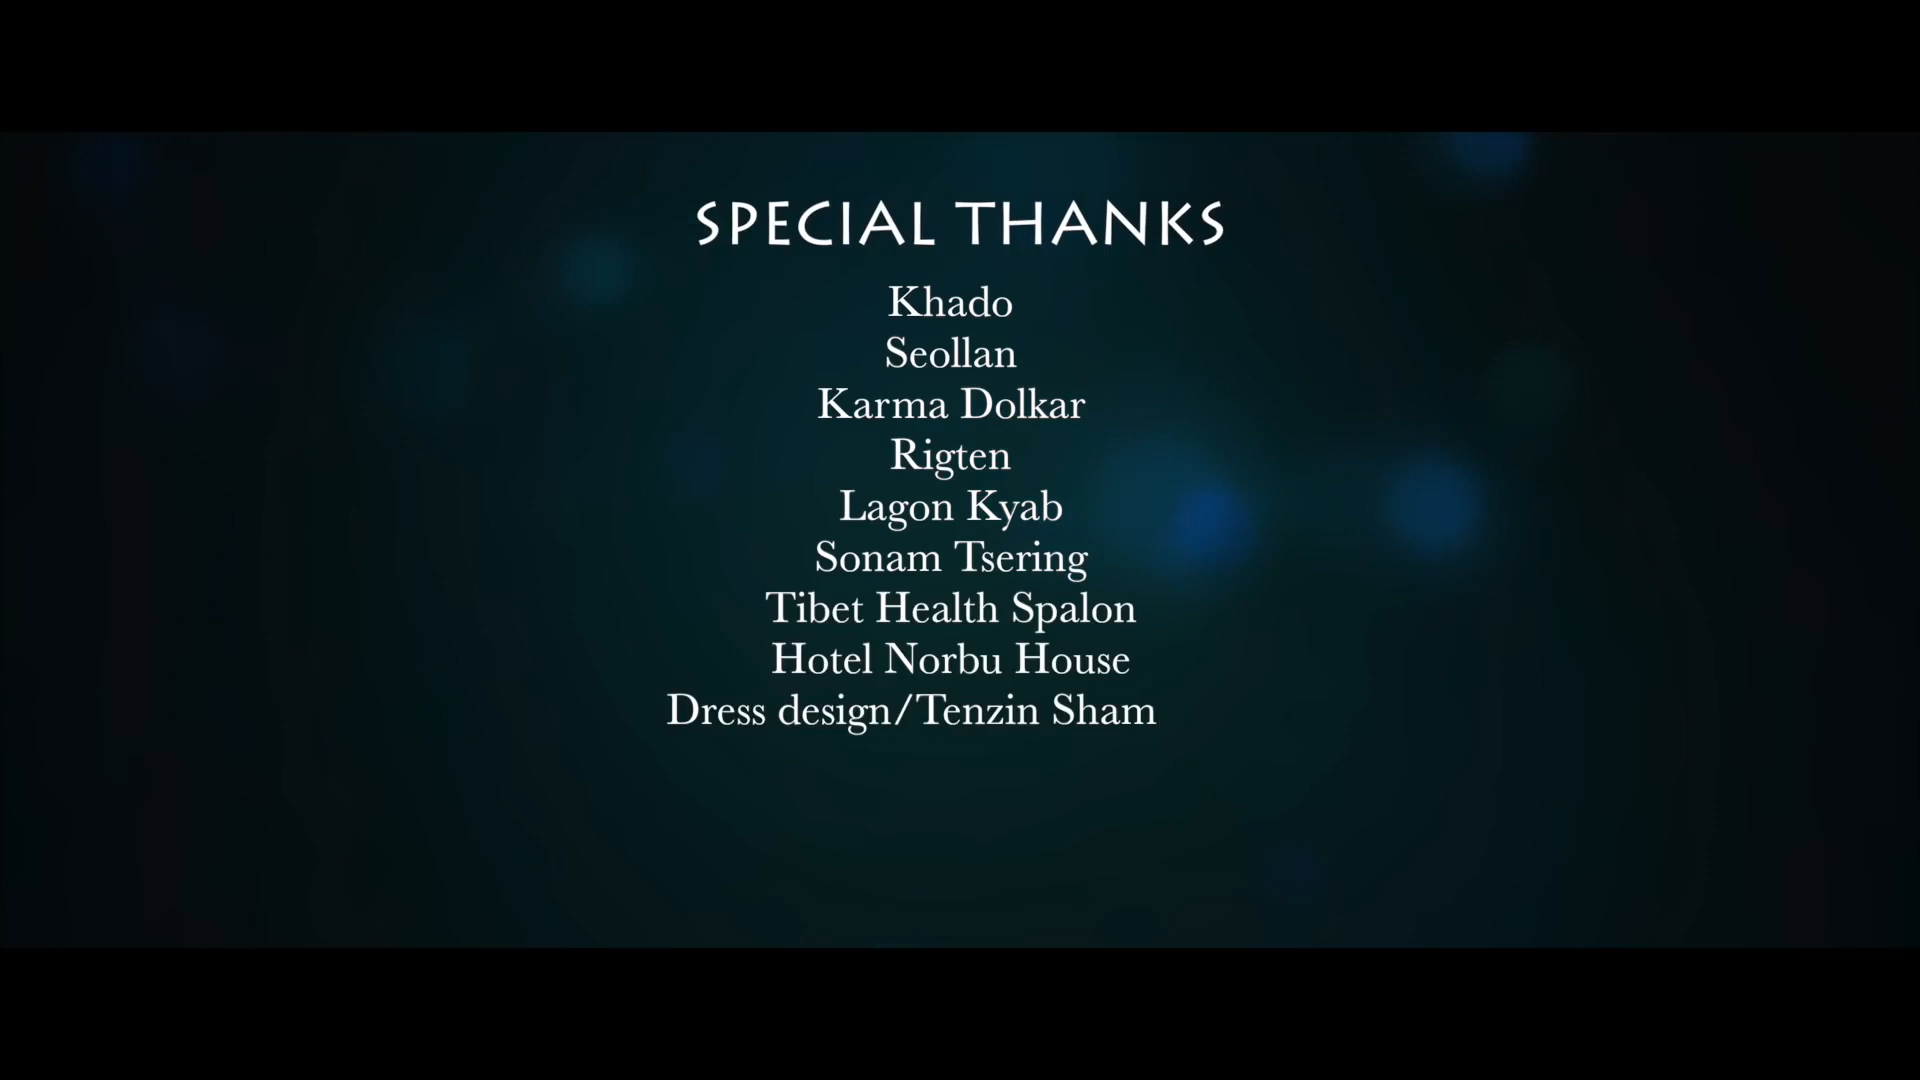 SPECIAL THANKS
Khado
Seollan
Karma Dolkar
Rigten
Lagon Kyab
Sonam Tsering
Tibet Health Spalon
Hotel Norbu House
Dress design/Tenzin Sham